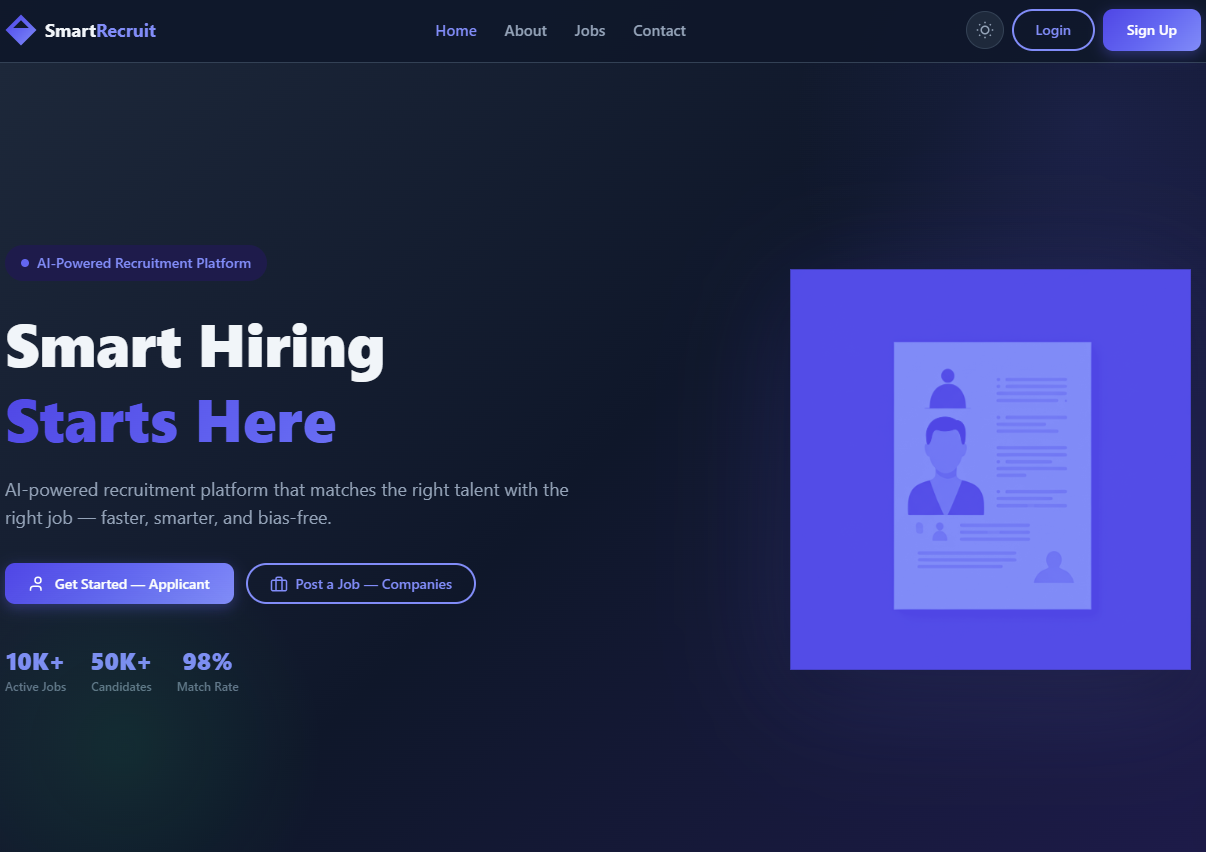 SmartRecruit
Home About Jobs Contact
Login
Sign Up
AI-Powered Recruitment Platform
Smart Hiring
Starts Here
AI-powered recruitment platform that matches the right talent with the
right job — faster, smarter, and bias-free.
Get Started — Applicant
Post a Job — Companies
10K+ 50K+ 98%
Active Jobs Candidates Match Rate